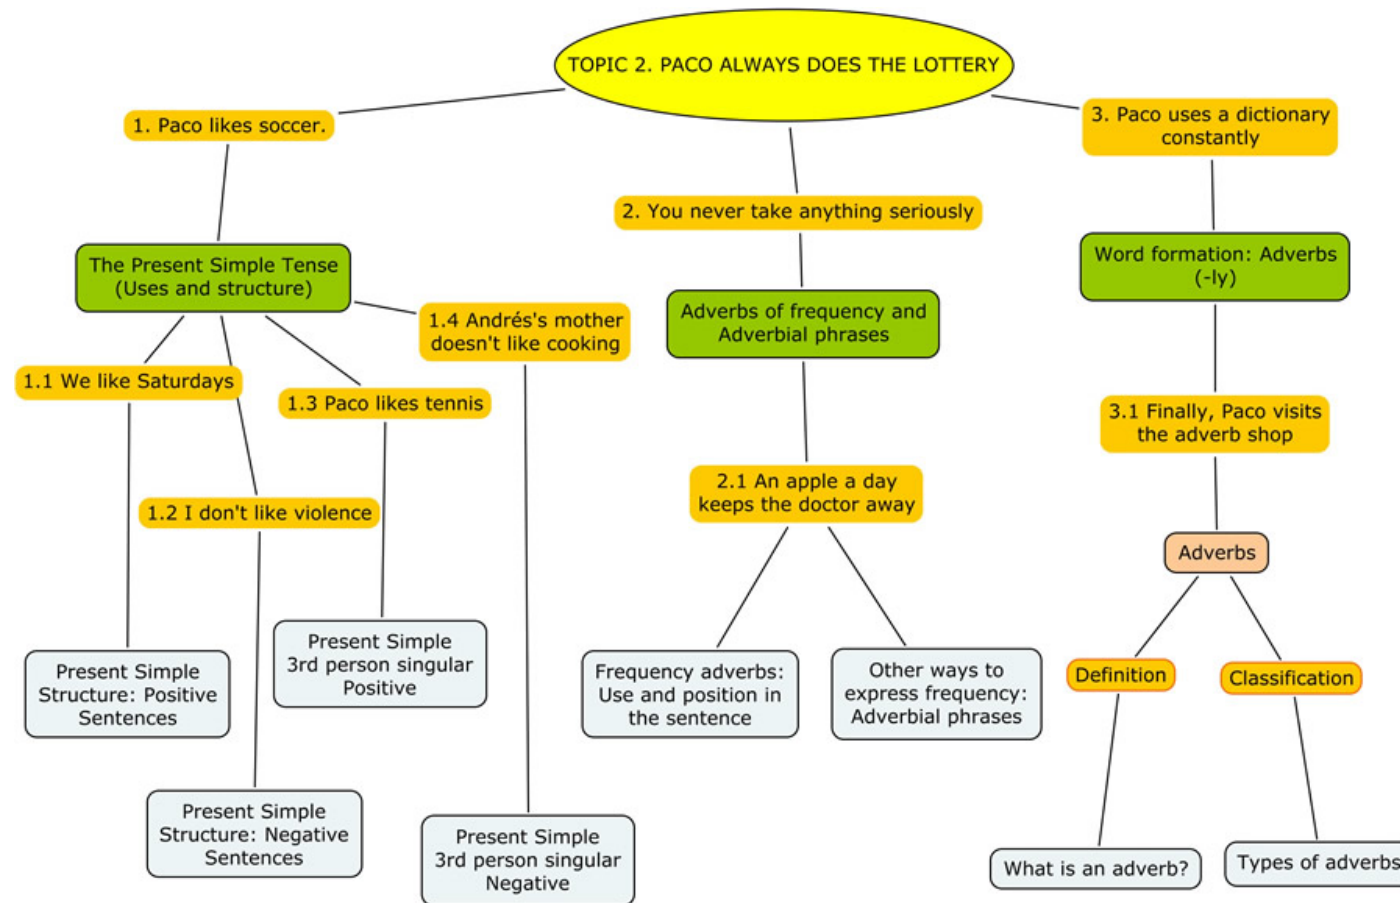 TOPIC 2. PACO ALWAYS DOES THE LOTTERY
1. Paco likes soccer.
The Present Simple Tense
(Uses and structure)
1.1 We like Saturdays
1.2 I don't like violence
1.3 Paco likes tennis
1.4 Andrés's mother
doesn't like cooking
Present Simple
Structure: Positive
Sentences
Present Simple
Structure: Negative
Sentences
Present Simple
3rd person singular
Positive
Present Simple
3rd person singular
Negative
2. You never take anything seriously
Adverbs of frequency and
Adverbial phrases
2.1 An apple a day
keeps the doctor away
Frequency adverbs:
Use and position in
the sentence
Other ways to
express frequency:
Adverbial phrases
3. Paco uses a dictionary
constantly
Word formation: Adverbs
(-ly)
3.1 Finally, Paco visits
the adverb shop
Adverbs
Definition
Classification
What is an adverb?
Types of adverbs